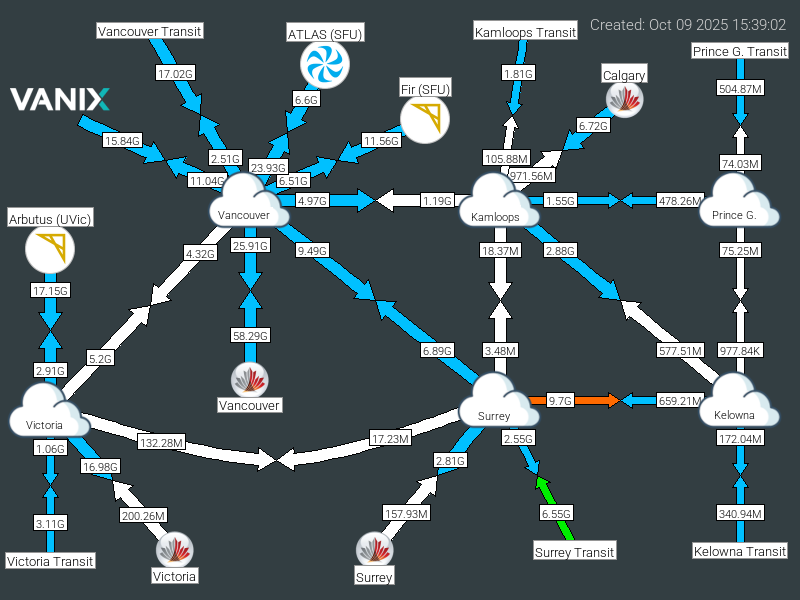 Created: Oct 09 2025 15:39:02
Vancouver Transit
ATLAS (SFU)
Kamloops Transit
Prince G. Transit
17.02G
1.81G
Calgary
504.87M
Fir (SFU)
6.6G
VANIX
6.72G
15.84G
11.56G
2.51G
105.88M
74.03M
23.93G
971.56M
11.04G
6.51G
4.97G
1.19G
1.55G
478.26M
Vancouver
Kamloops
Prince G.
Arbutus (UVic)
4.32G
25.91G
9.49G
18.37M
2.88G
75.25M
17.15G
58.29G
5.2G
6.89G
3.48M
577.51M
977.84K
2.91G
Vancouver
9.7G
659.21M
Victoria
Surrey
Kelowna
132.28M
17.23M
2.55G
172.04M
1.06G
16.98G
2.81G
3.11G
200.26M
157.93M
6.55G
340.94M
Victoria Transit
Victoria
Surrey
Surrey Transit
Kelowna Transit